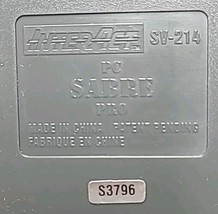 INTERACT SV-214
PC
SABRE
PRO
MADE IN CHINA PATENT PENDING
FABRIQUE EN CHINE
S3796